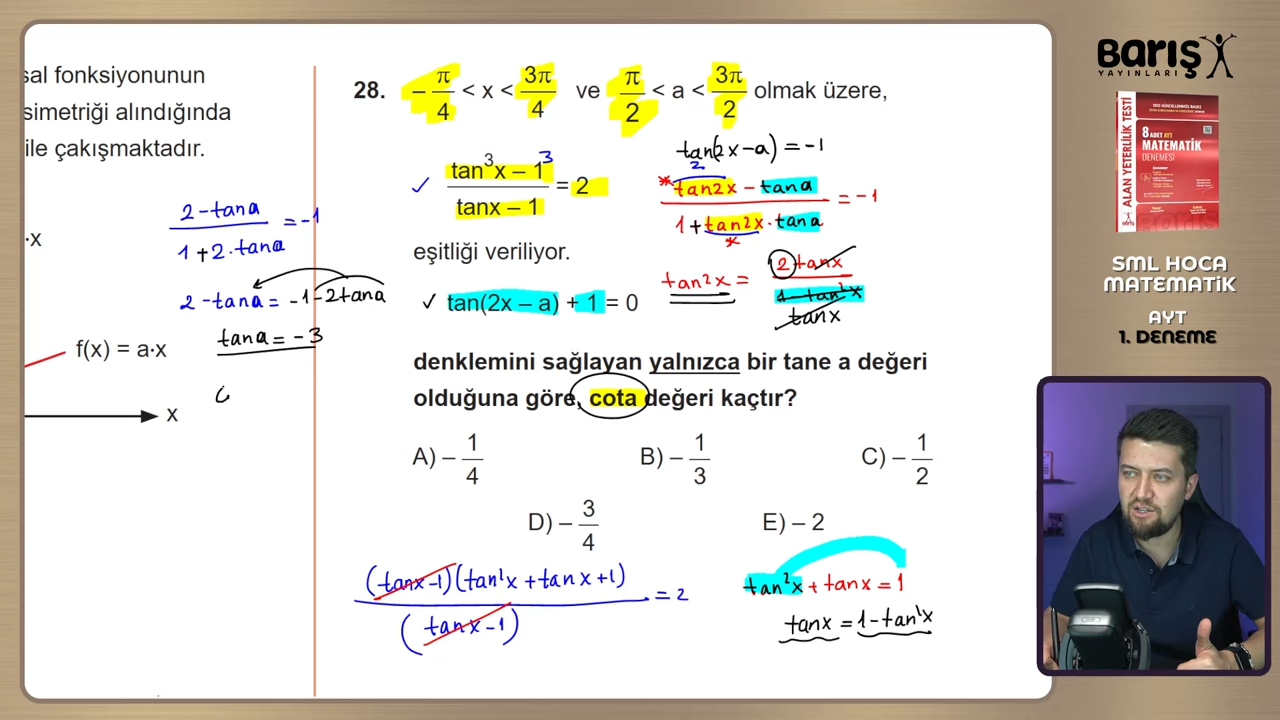 sal fonksiyonunun
simetriği alındığında
ile çakışmaktadır.
·x
f(x) = a·x
x
2-tana / 1+2·tana = -1
2-tana = -1-2tana
tana = -3
28. -π/4 < x < 3π/4 ve π/2 < a < 3π/2 olmak üzere,
tan³x – 1³ / tanx – 1 = 2
eşitliği veriliyor.
tan(2x – a) + 1 = 0
denklemini sağlayan yalnızca bir tane a değeri
olduğuna göre, cota değeri kaçtır?
A) – 1/4
B) – 1/3
C) – 1/2
D) – 3/4
E) – 2
tan(2x-a) = -1
2
tan2x - tana / 1+tan2x·tana = -1
tan2x = 2tanx / 1-tan²x
tanx
(tanx-1)(tan²x+tanx+1) / (tanx-1) = 2
tan²x+tanx=1
tanx = 1-tan²x
BARIŞ
YAYINLARI
ALAN YETERLİLİK TESTİ
8 ADET AYT
MATEMATİK
DENEMESİ
SML HOCA
MATEMATİK
AYT
1. DENEME